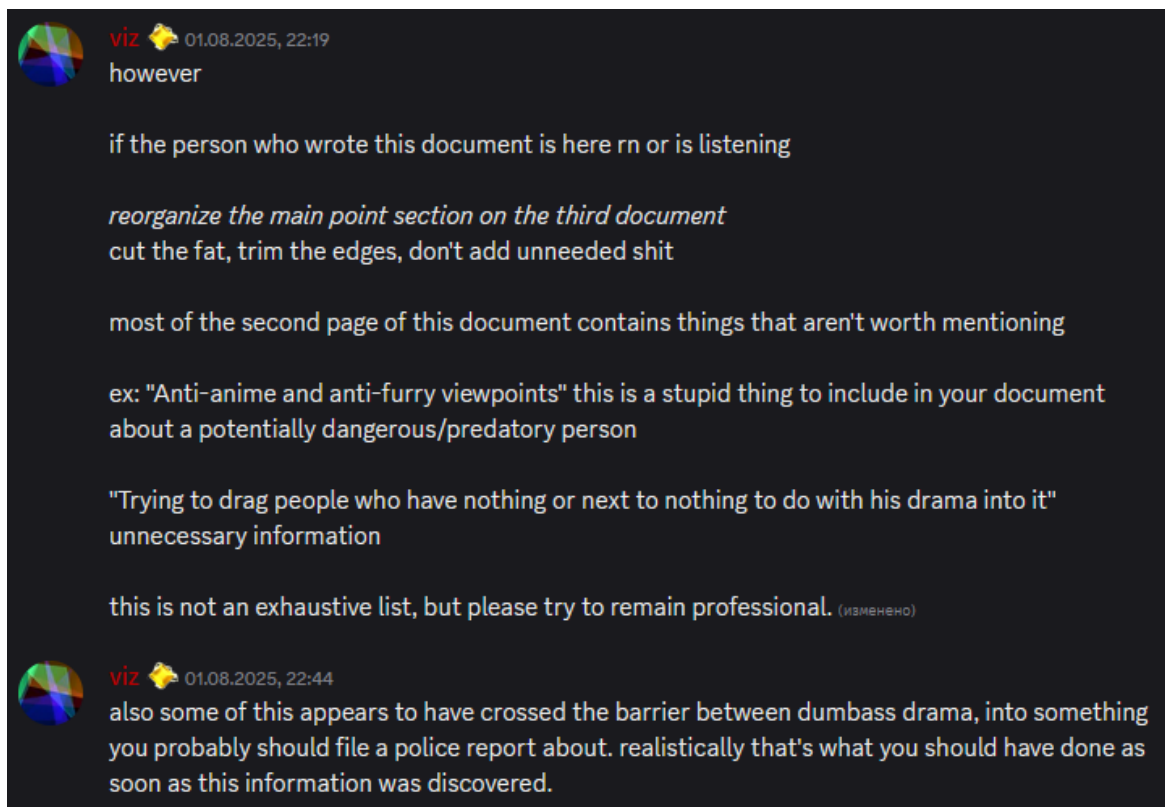 viz 01.08.2025, 22:19
however
if the person who wrote this document is here rn or is listening
reorganize the main point section on the third document
cut the fat, trim the edges, don't add unneeded shit
most of the second page of this document contains things that aren't worth mentioning
ex: "Anti-anime and anti-furry viewpoints" this is a stupid thing to include in your document
about a potentially dangerous/predatory person
"Trying to drag people who have nothing or next to nothing to do with his drama into it"
unnecessary information
this is not an exhaustive list, but please try to remain professional. (изменено)
viz 01.08.2025, 22:44
also some of this appears to have crossed the barrier between dumbass drama, into something
you probably should file a police report about. realistically that's what you should have done as
soon as this information was discovered.